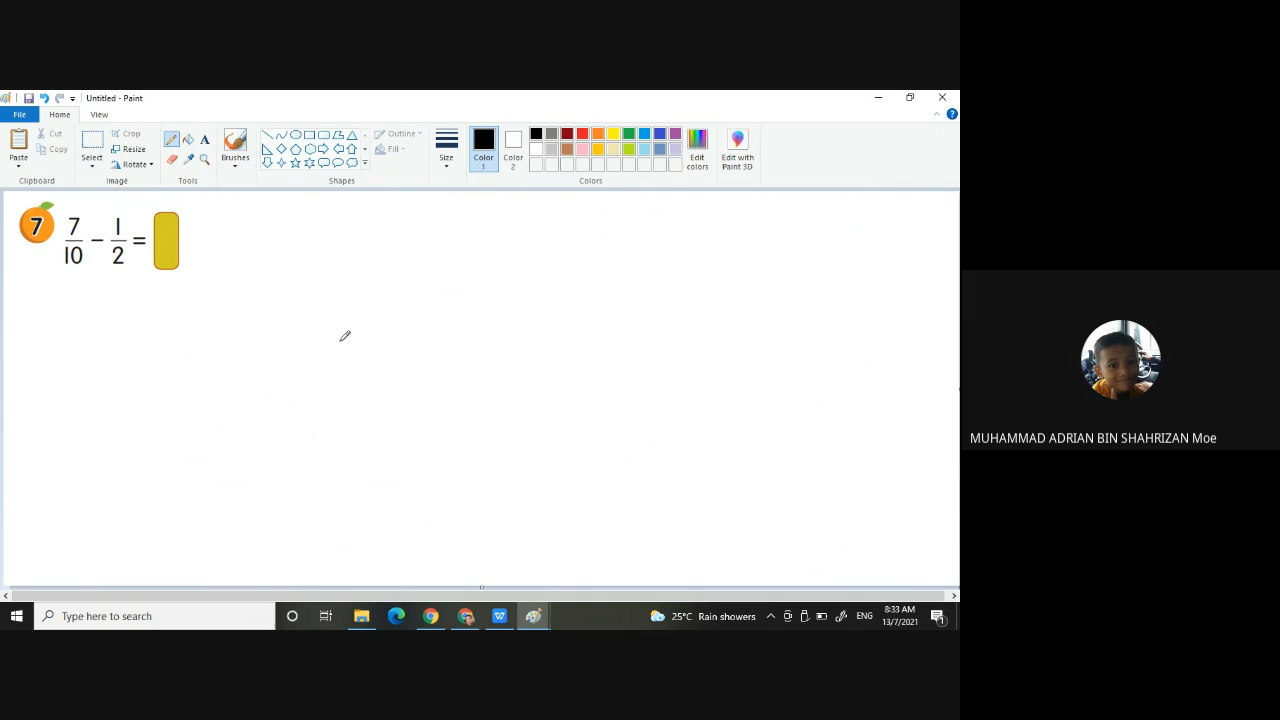 Untitled - Paint
File Home View
Paste
Cut
Copy
Clipboard
Select
Crop
Resize
Rotate
Image
A
Tools
Brushes
Outline
Fill
Shapes
Size
Color 1
Color 2
Edit colors
Colors
Edit with Paint 3D
7
7/10 − 1/2 =
MUHAMMAD ADRIAN BIN SHAHRIZAN Moe
Type here to search
W
25°C Rain showers
ENG
8:33 AM
13/7/2021
1